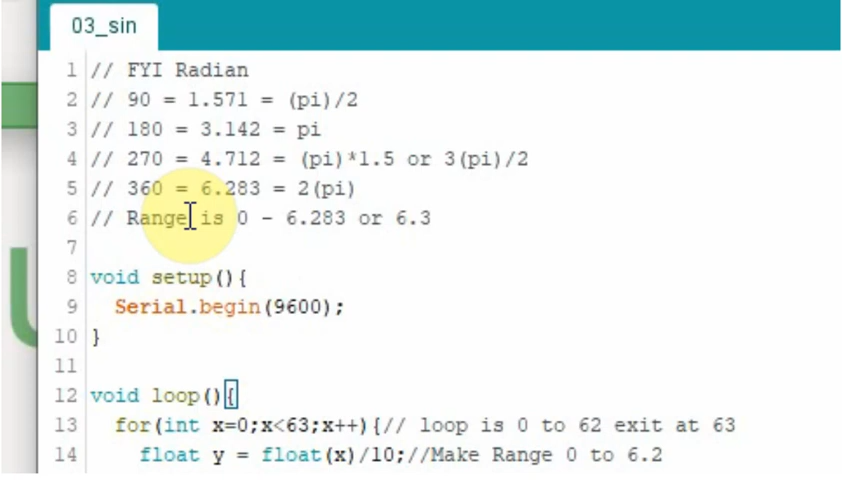 03_sin
1 // FYI Radian
2 // 90 = 1.571 = (pi)/2
3 // 180 = 3.142 = pi
4 // 270 = 4.712 = (pi)*1.5 or 3(pi)/2
5 // 360 = 6.283 = 2(pi)
6 // Range is 0 - 6.283 or 6.3
7
8 void setup(){
9 Serial.begin(9600);
10 }
11
12 void loop(){
13 for(int x=0;x<63;x++){// loop is 0 to 62 exit at 63
14 float y = float(x)/10;//Make Range 0 to 6.2